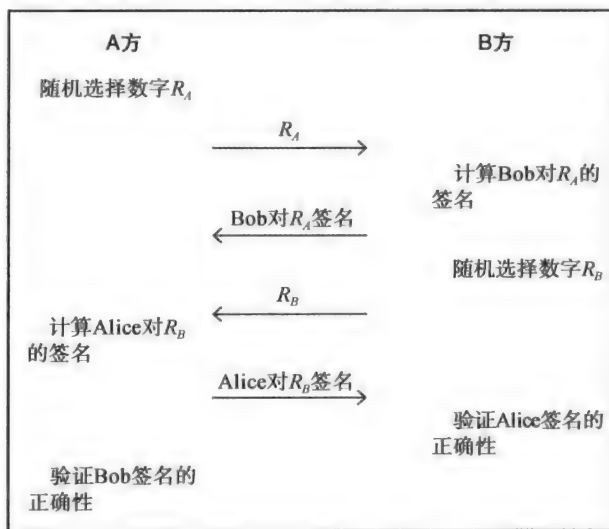 A方 B方
随机选择数字R_A
R_A
计算Bob对R_A的
签名
Bob对R_A签名
随机选择数字R_B
R_B
计算Alice对R_B
的签名
Alice对R_B签名
验证Alice签名的
正确性
验证Bob签名的
正确性